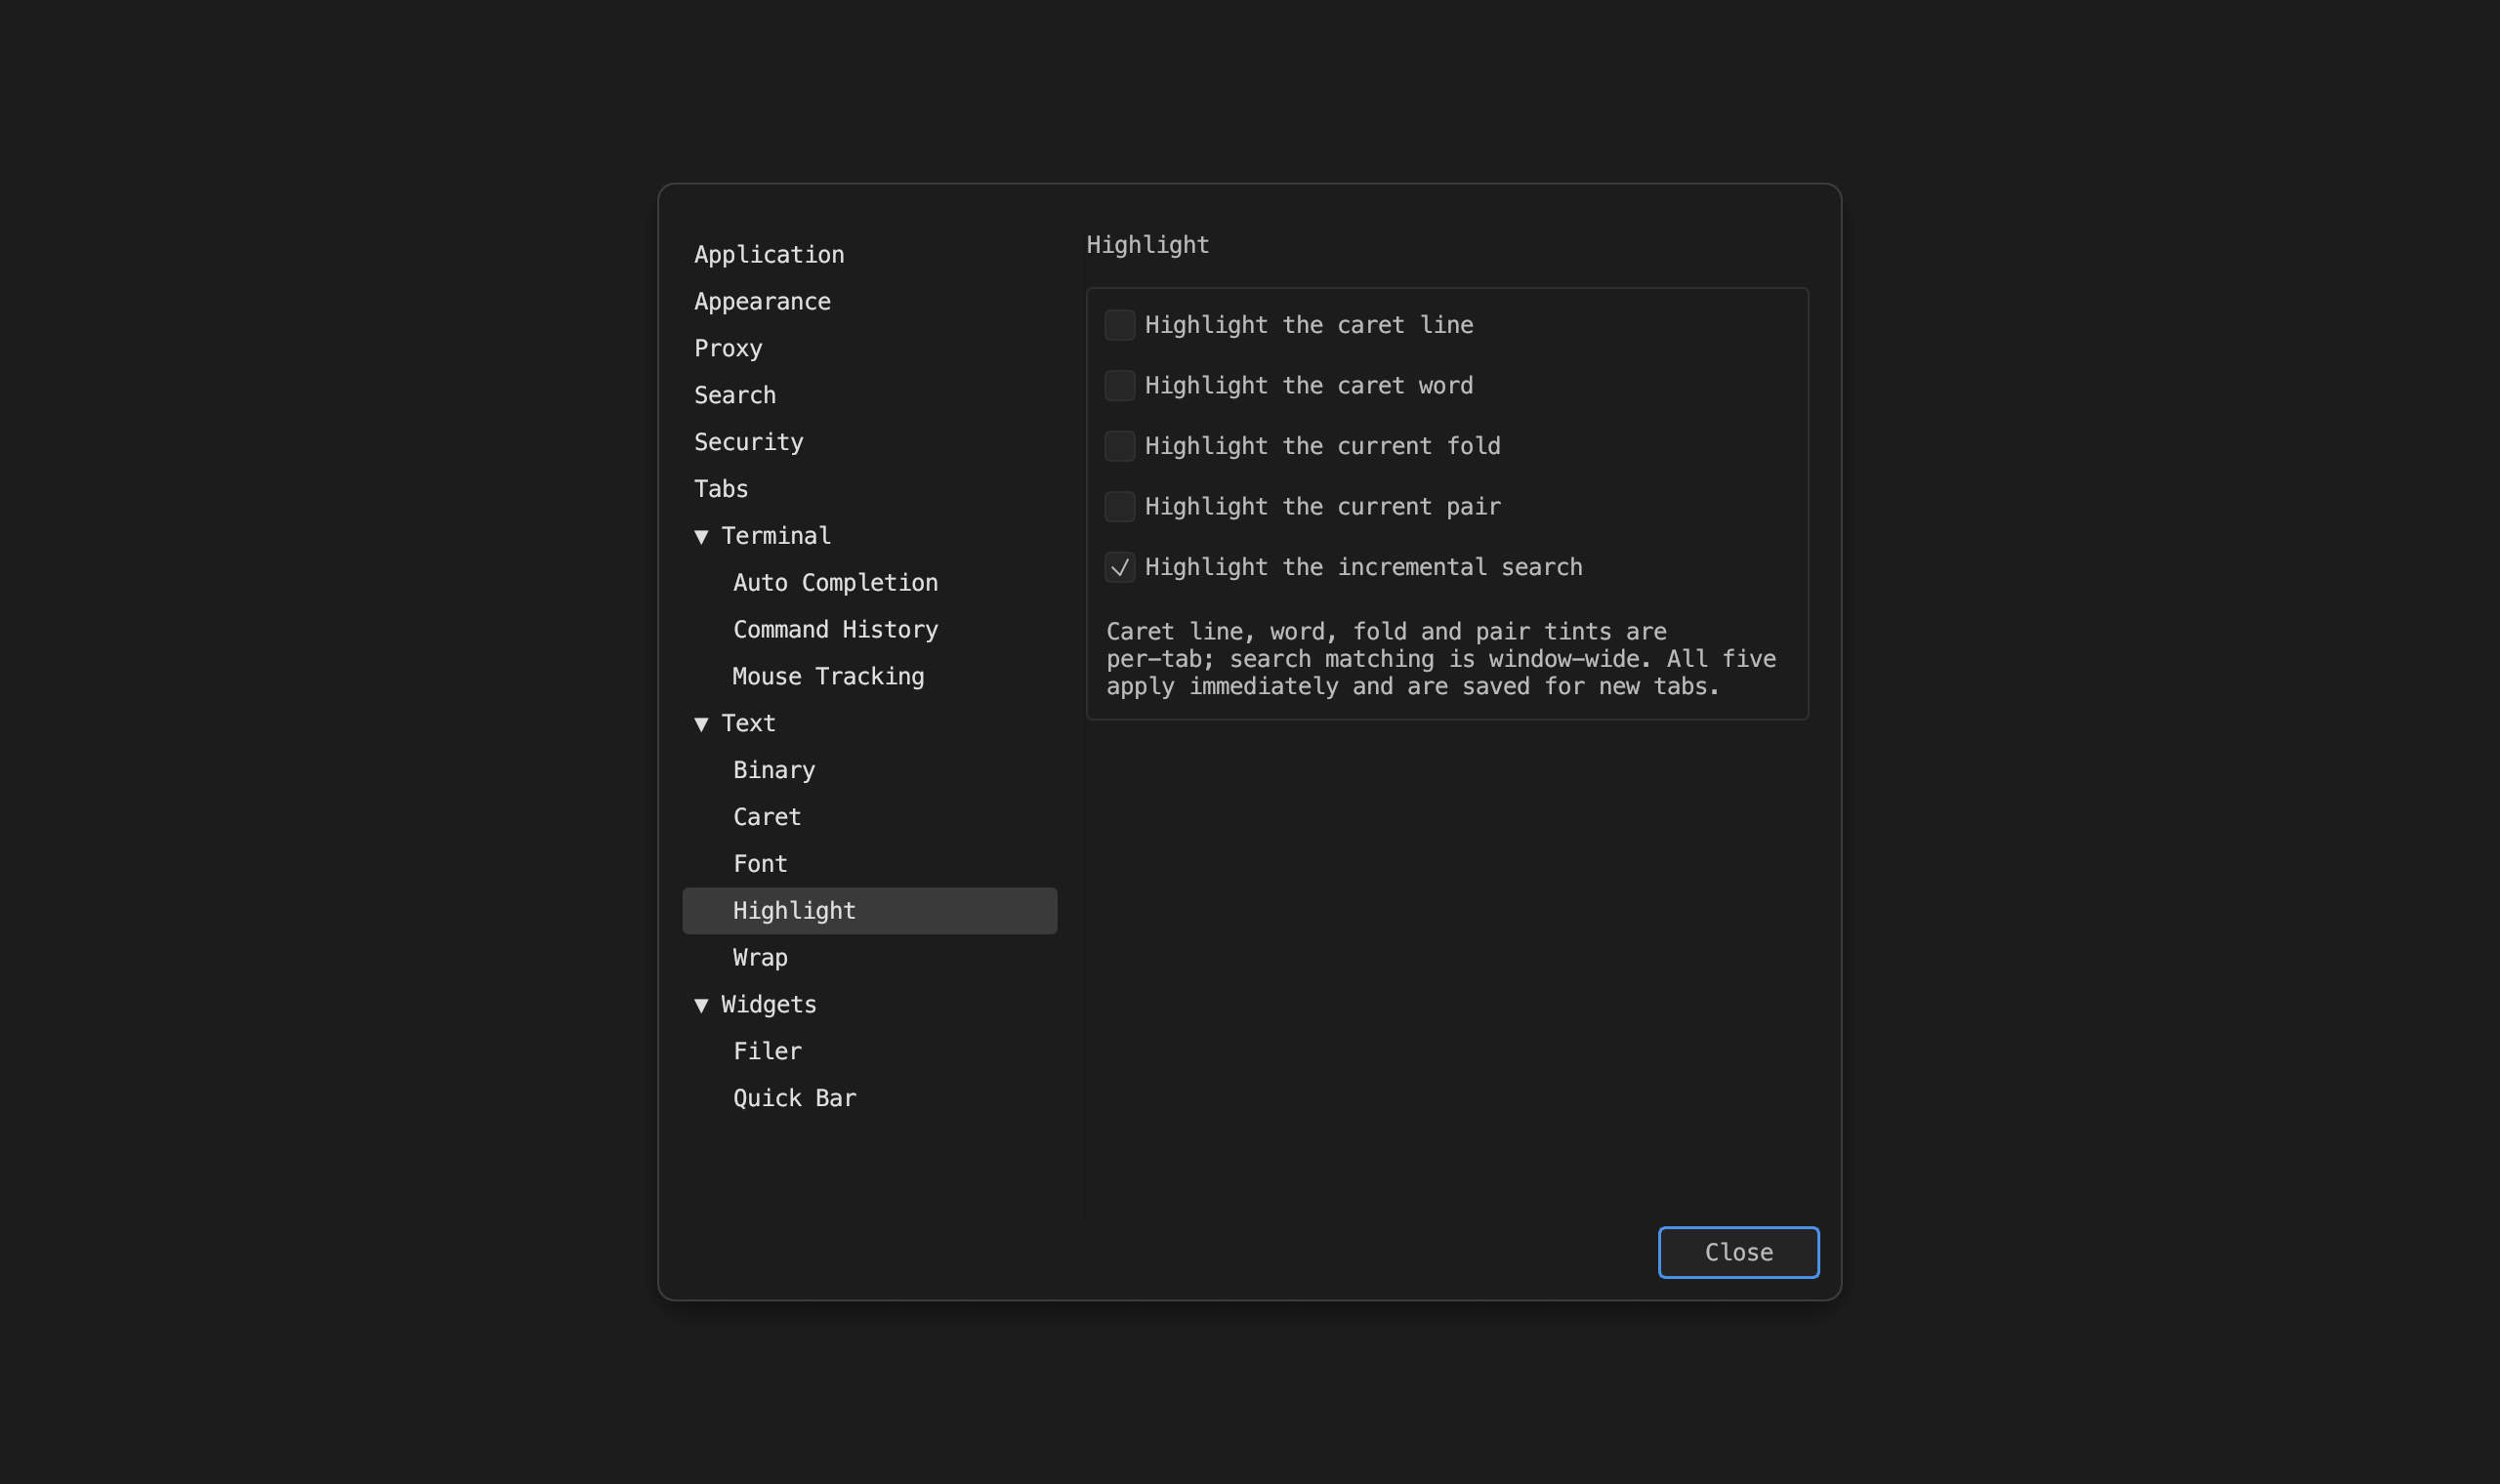 Application
Appearance
Proxy
Search
Security
Tabs
▼ Terminal
Auto Completion
Command History
Mouse Tracking
▼ Text
Binary
Caret
Font
Highlight
Wrap
▼ Widgets
Filer
Quick Bar
Highlight
Highlight the caret line
Highlight the caret word
Highlight the current fold
Highlight the current pair
Highlight the incremental search
Caret line, word, fold and pair tints are
per-tab; search matching is window-wide. All five
apply immediately and are saved for new tabs.
Close